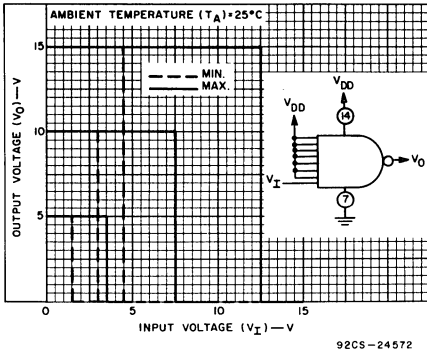 AMBIENT TEMPERATURE (TA)=25°C
MIN.
MAX.
OUTPUT VOLTAGE (VO)—V
15
10
5
0
5
10
15
INPUT VOLTAGE (VI)—V
VDD
VDD
14
VI
VO
7
92CS-24572